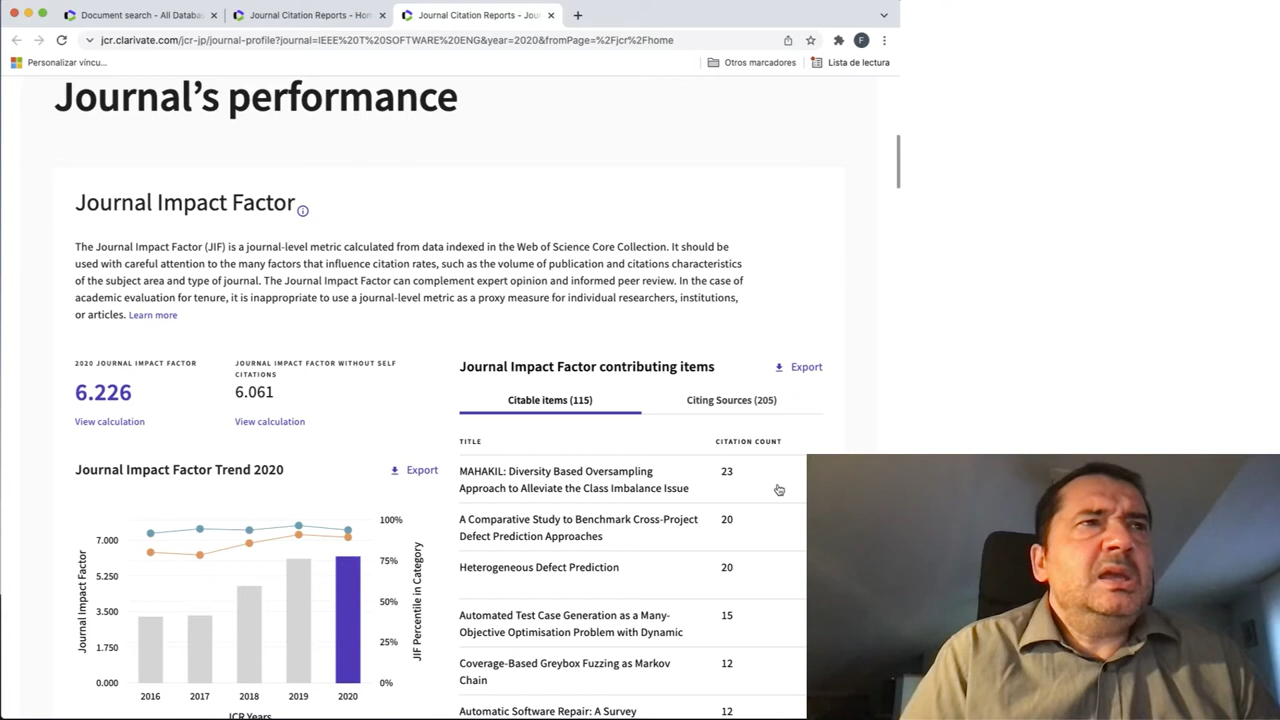 Document search - All Databas
Journal Citation Reports - Hom
Journal Citation Reports - Jou
jcr.clarivate.com/jcr-jp/journal-profile?journal=IEEE%20T%20SOFTWARE%20ENG&year=2020&fromPage=%2Fjcr%2Fhome
F
Personalizar víncu...
Otros marcadores
Lista de lectura
Journal's performance
Journal Impact Factor
The Journal Impact Factor (JIF) is a journal-level metric calculated from data indexed in the Web of Science Core Collection. It should be
used with careful attention to the many factors that influence citation rates, such as the volume of publication and citations characteristics
of the subject area and type of journal. The Journal Impact Factor can complement expert opinion and informed peer review. In the case of
academic evaluation for tenure, it is inappropriate to use a journal-level metric as a proxy measure for individual researchers, institutions,
or articles. Learn more
2020 JOURNAL IMPACT FACTOR
6.226
View calculation
JOURNAL IMPACT FACTOR WITHOUT SELF
CITATIONS
6.061
View calculation
Journal Impact Factor Trend 2020
Export
Journal Impact Factor
7.000
5.250
3.500
1.750
0.000
100%
75%
50%
25%
0%
JIF Percentile in Category
2016 2017 2018 2019 2020
JCR Years
Journal Impact Factor contributing items
Export
Citable items (115)
Citing Sources (205)
TITLE
CITATION COUNT
MAHAKIL: Diversity Based Oversampling
Approach to Alleviate the Class Imbalance Issue
23
A Comparative Study to Benchmark Cross-Project
Defect Prediction Approaches
20
Heterogeneous Defect Prediction
20
Automated Test Case Generation as a Many-
Objective Optimisation Problem with Dynamic
15
Coverage-Based Greybox Fuzzing as Markov
Chain
12
Automatic Software Repair: A Survey
12